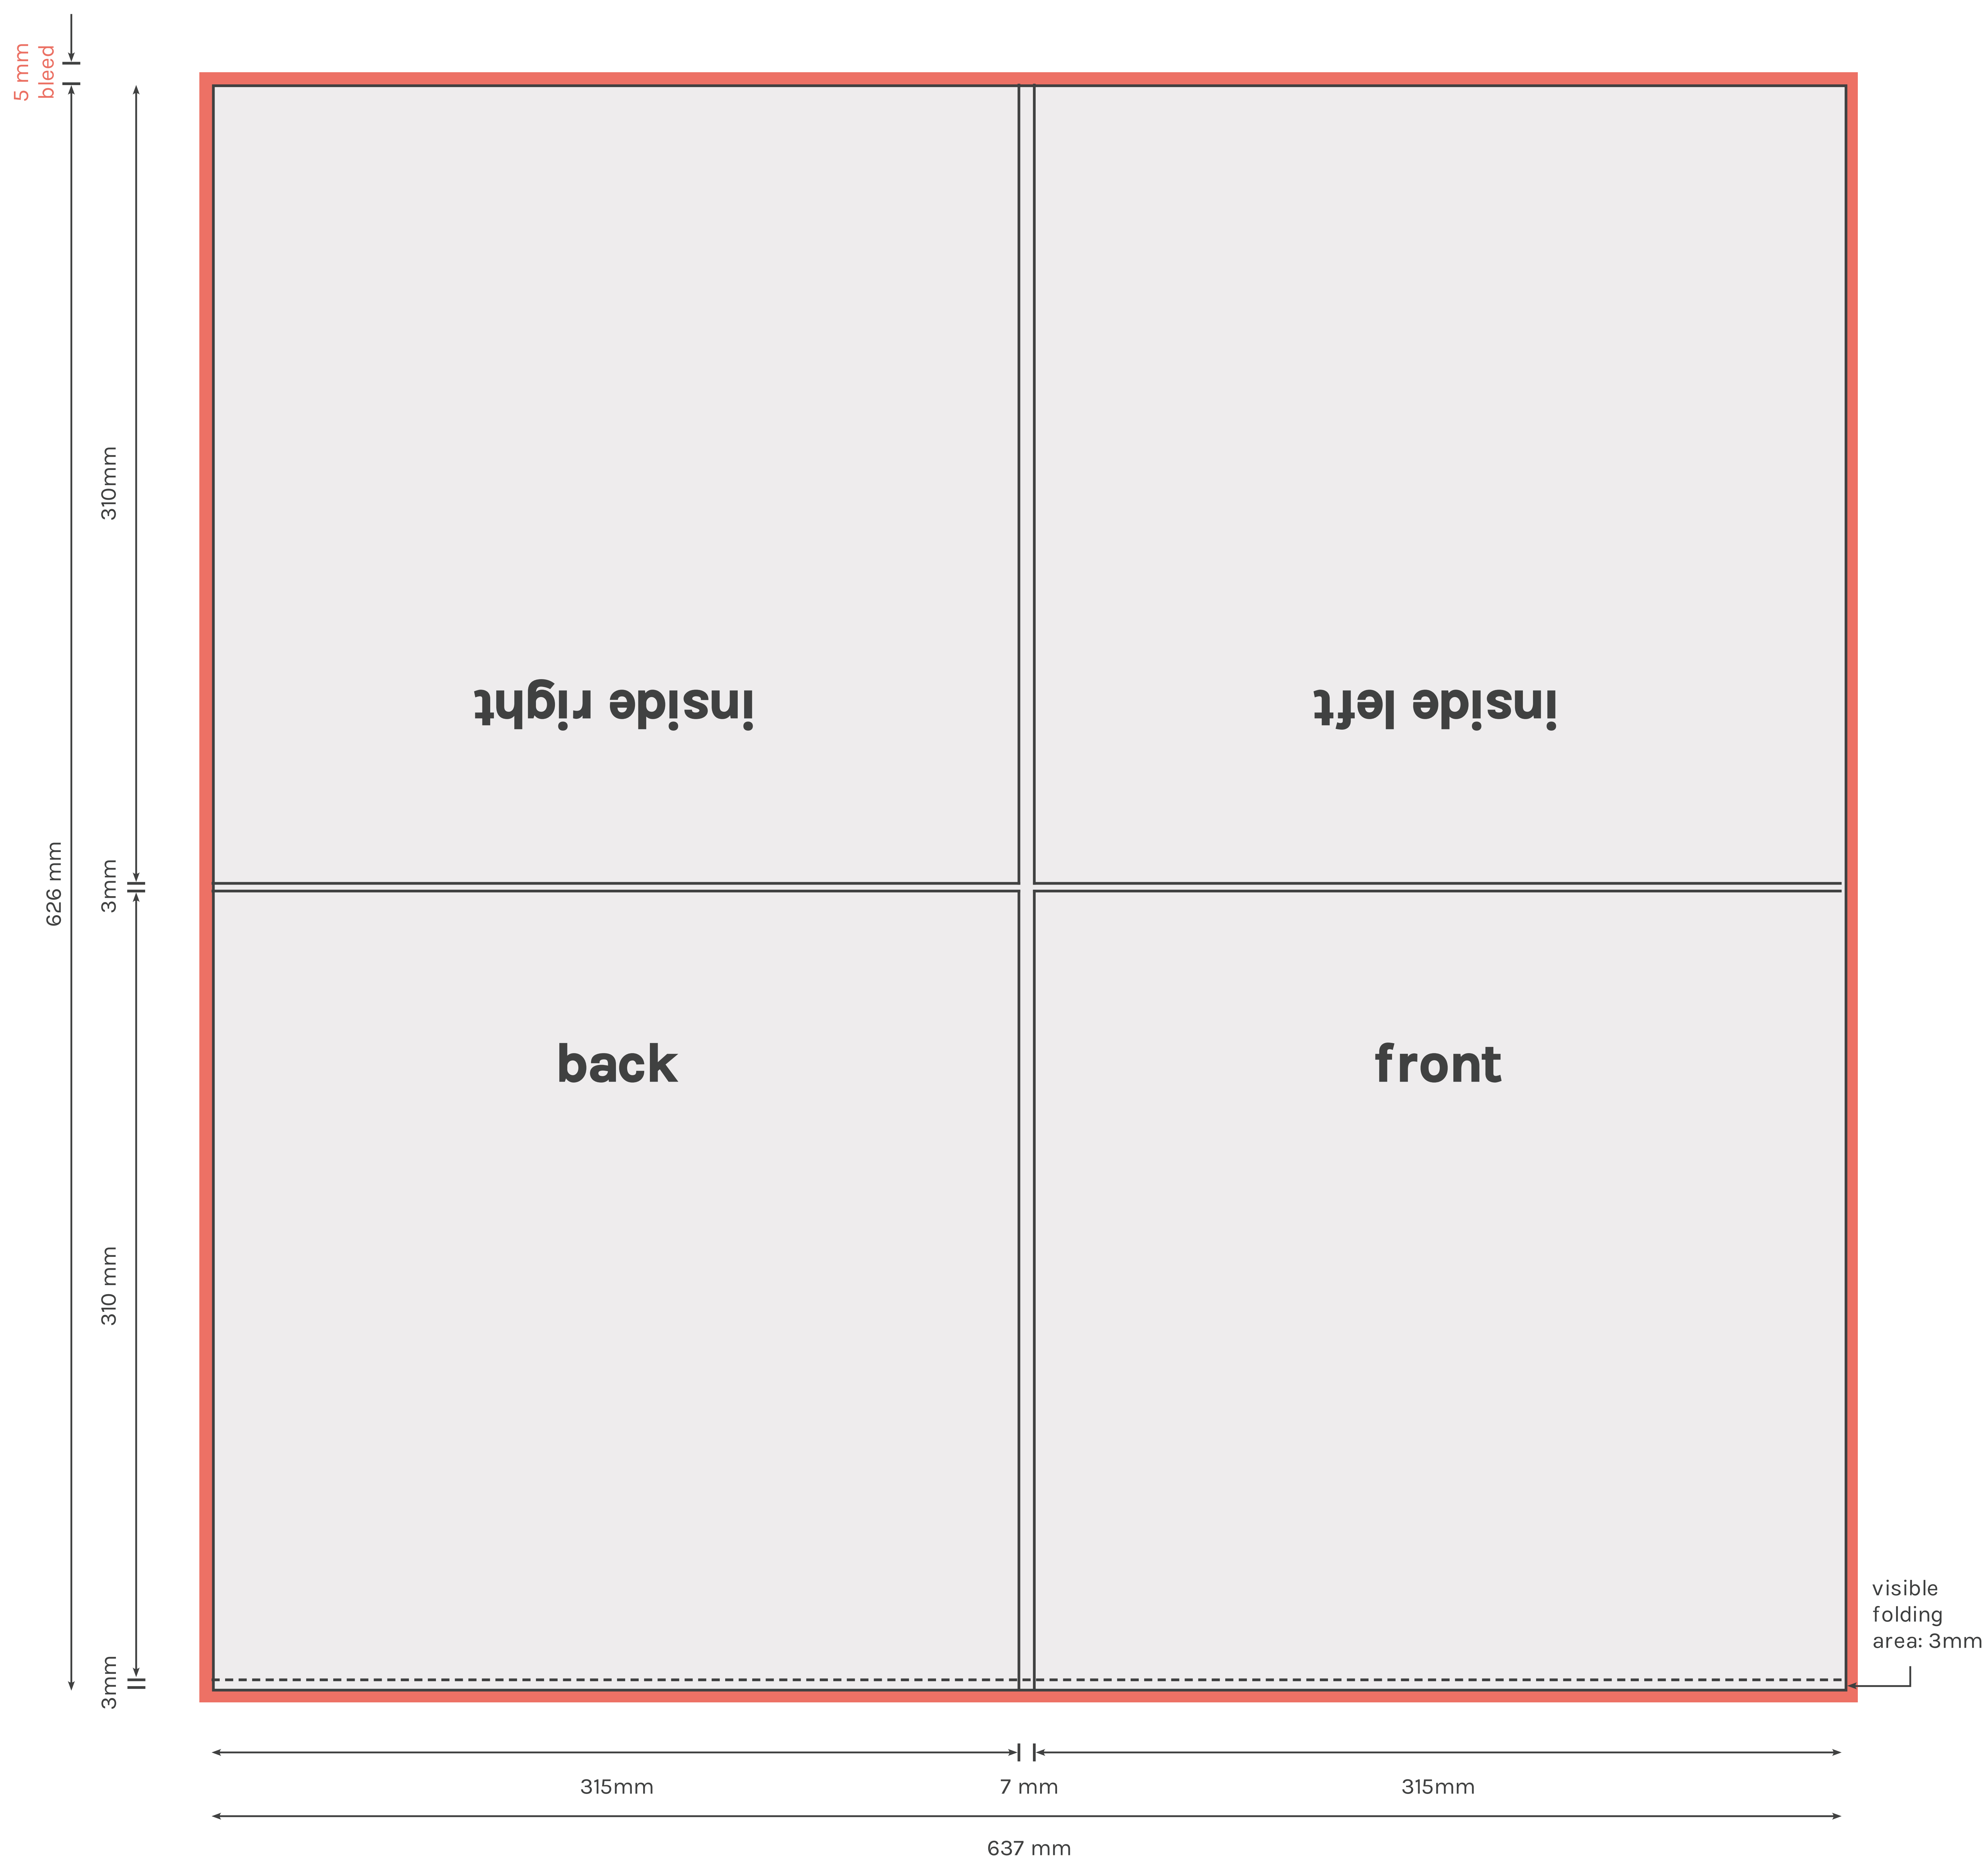 5 mm
bleed
310mm
626 mm
3mm
310 mm
3mm
inside right
inside left
back
front
visible
folding
area: 3mm
315mm
7 mm
315mm
637 mm